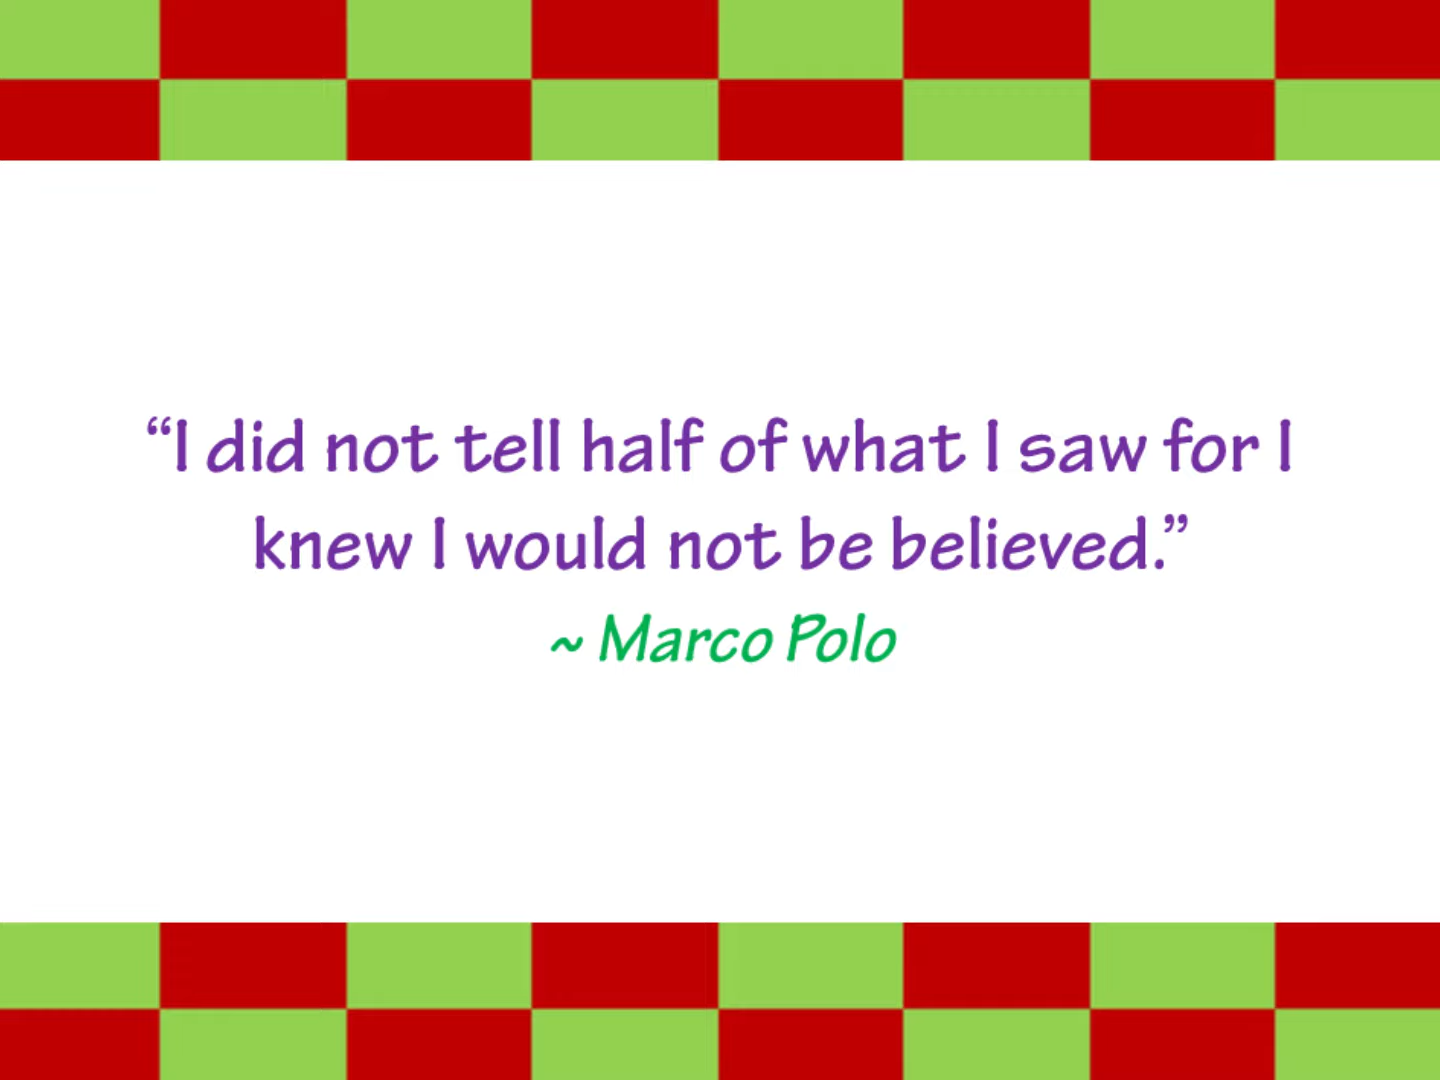 “I did not tell half of what I saw for I
knew I would not be believed.”
~ Marco Polo